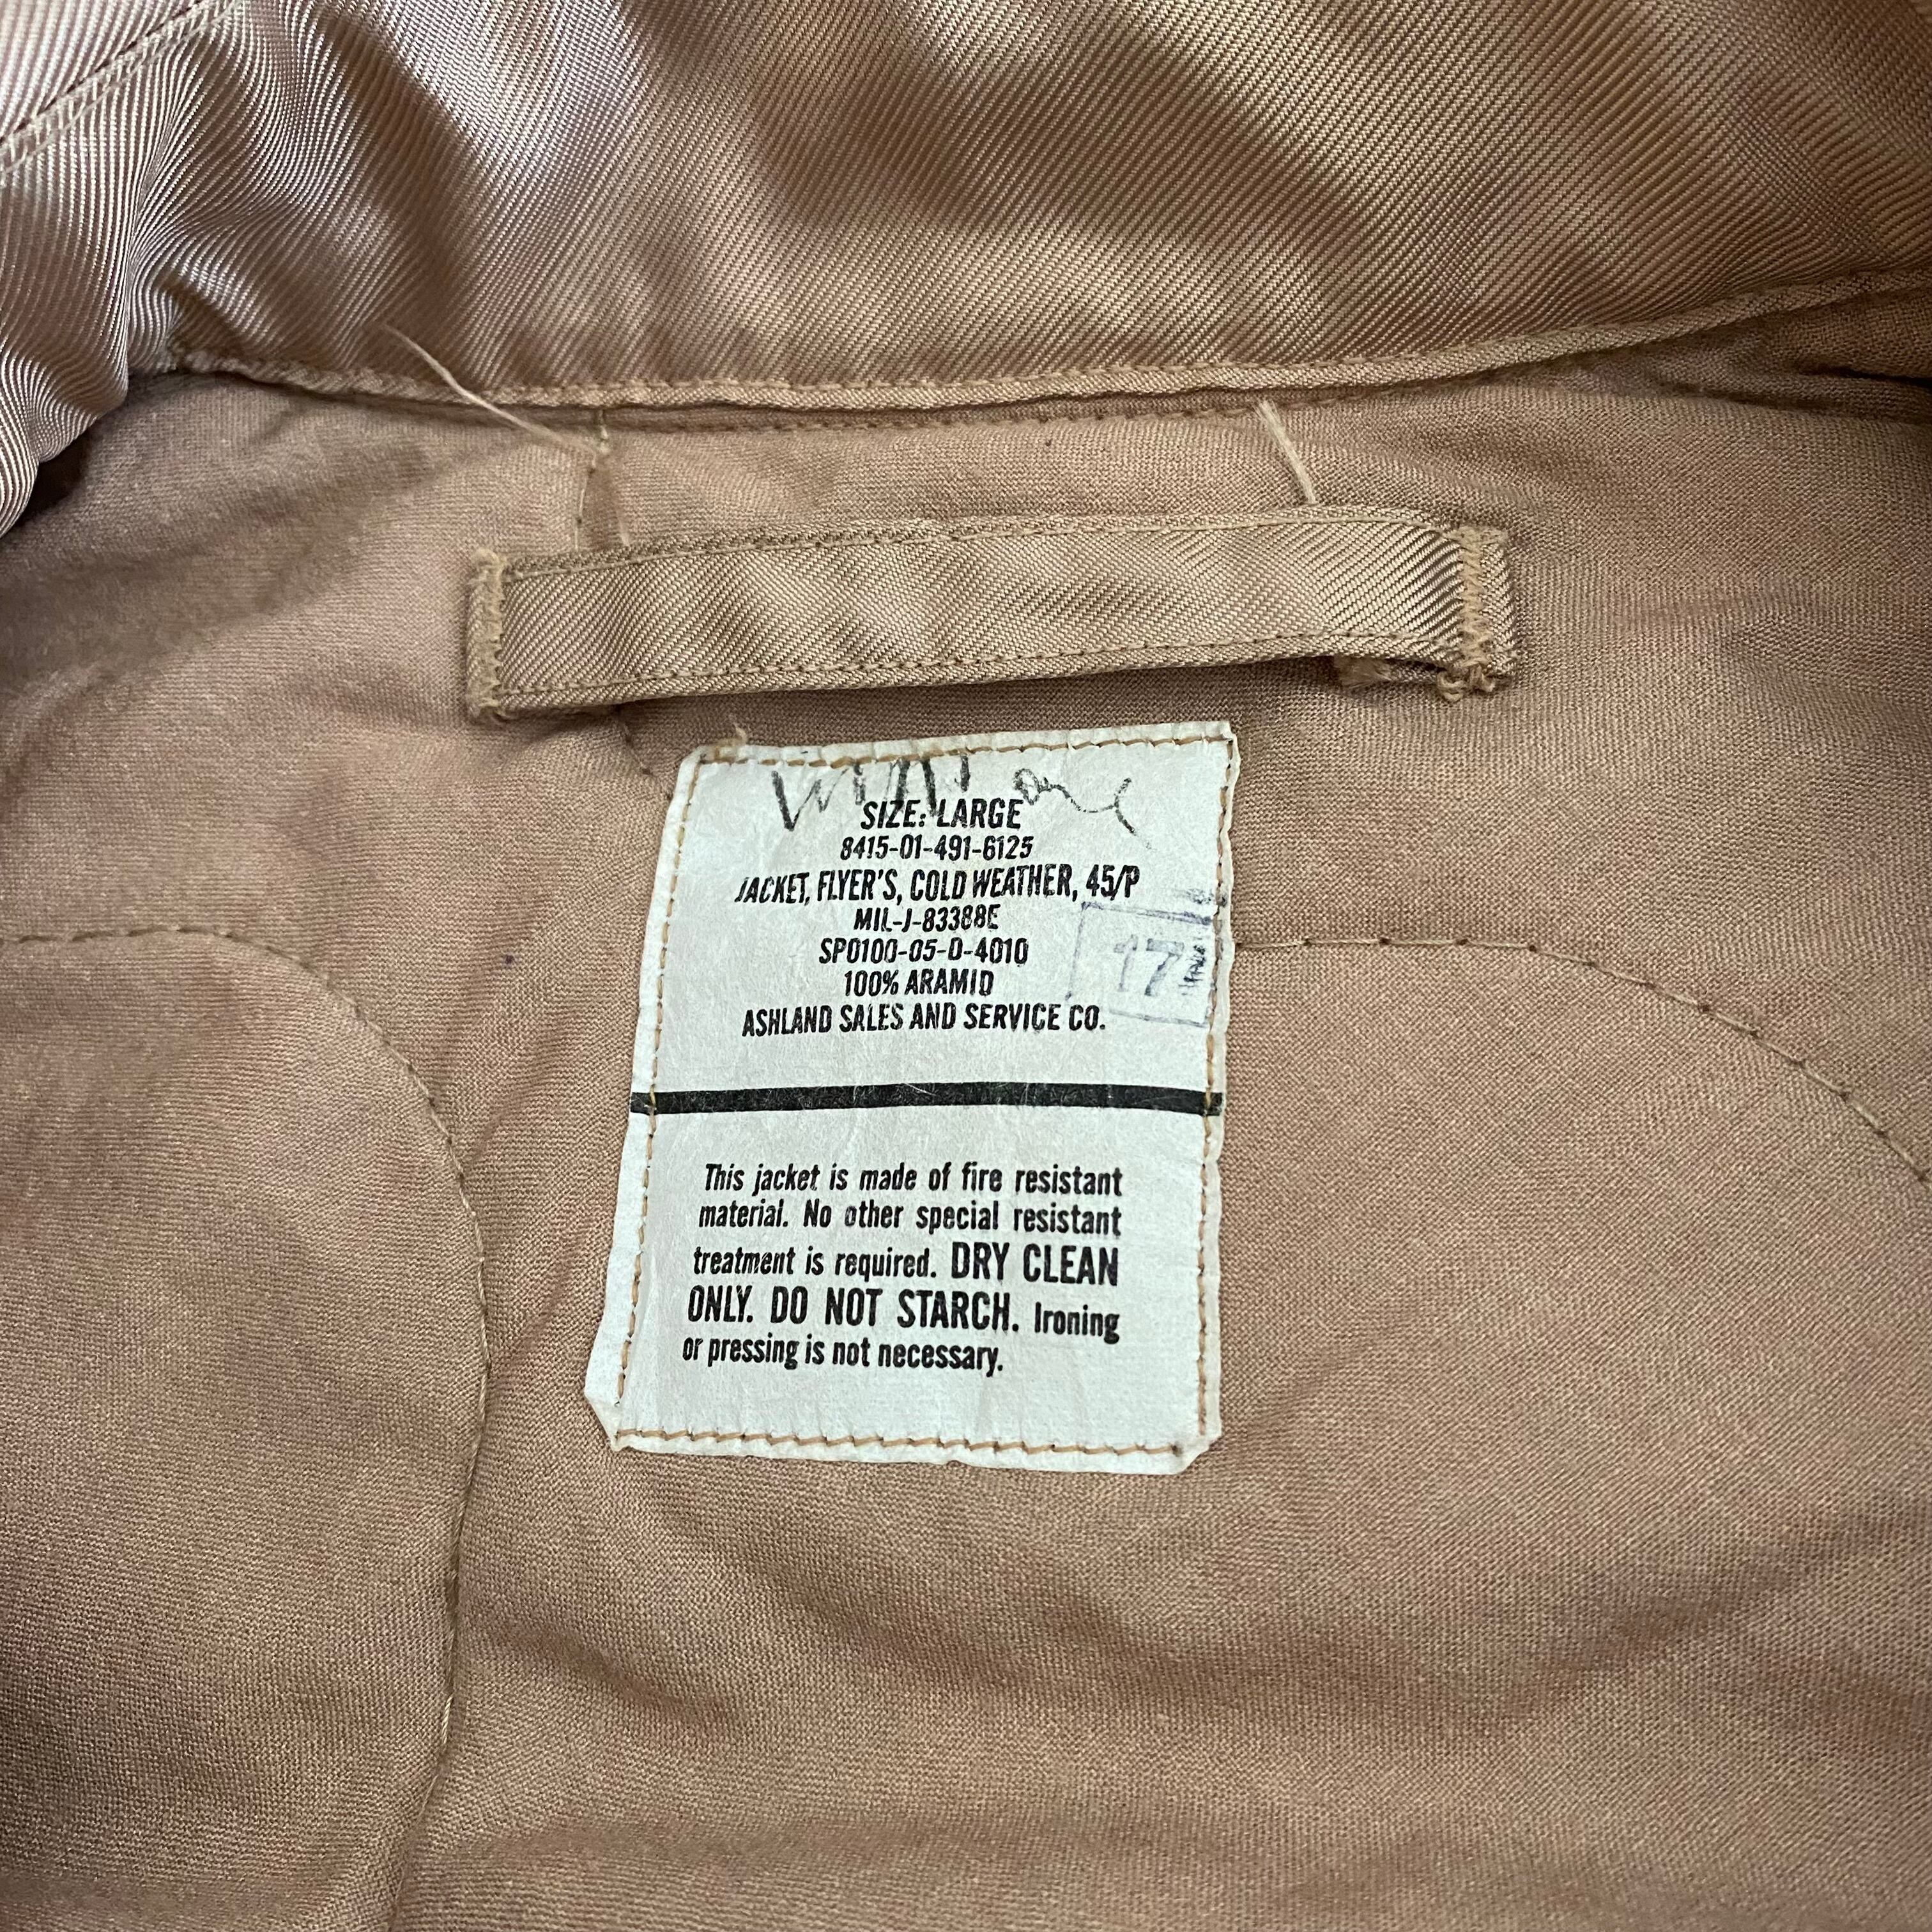 SIZE: LARGE
8415-01-491-6125
JACKET, FLYER'S, COLD WEATHER, 45/P
MIL-J-83388E
SP0100-05-D-4010
17
100% ARAMID
ASHLAND SALES AND SERVICE CO.
This jacket is made of fire resistant
material. No other special resistant
treatment is required. DRY CLEAN
ONLY. DO NOT STARCH. Ironing
or pressing is not necessary.